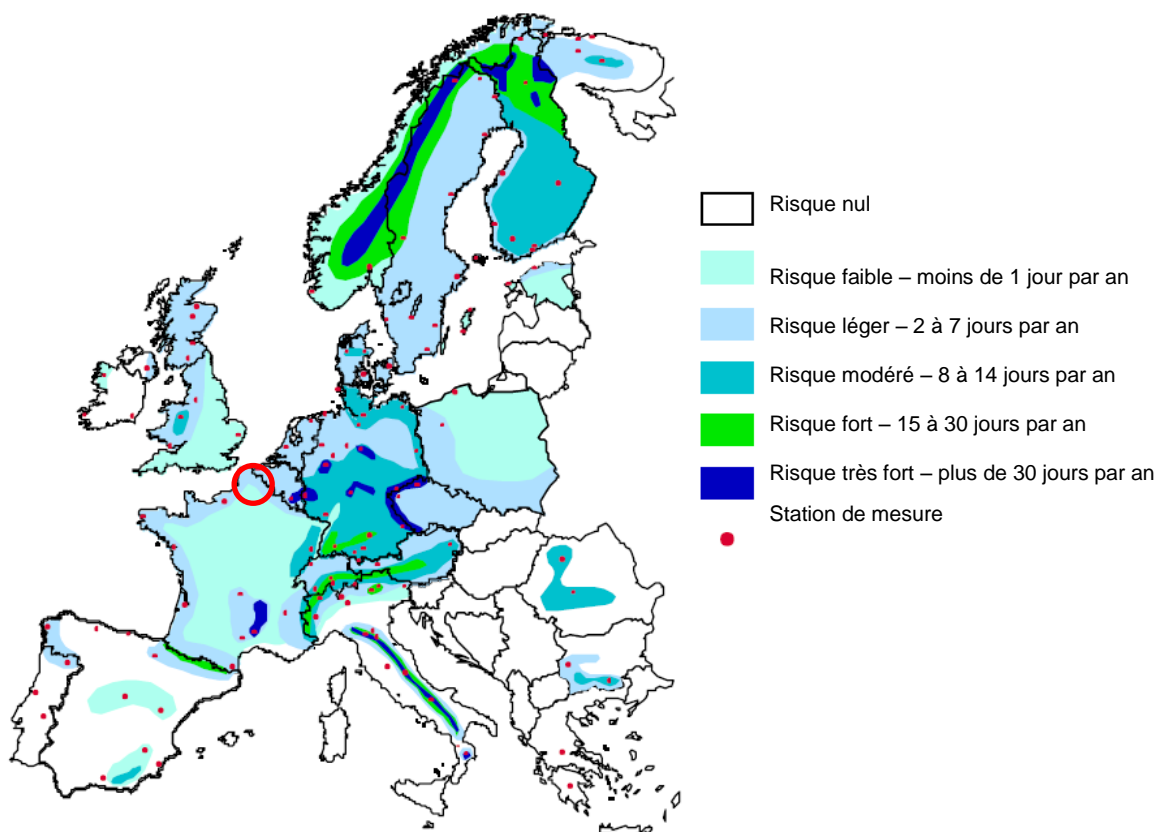 Risque nul
Risque faible – moins de 1 jour par an
Risque léger – 2 à 7 jours par an
Risque modéré – 8 à 14 jours par an
Risque fort – 15 à 30 jours par an
Risque très fort – plus de 30 jours par an
Station de mesure